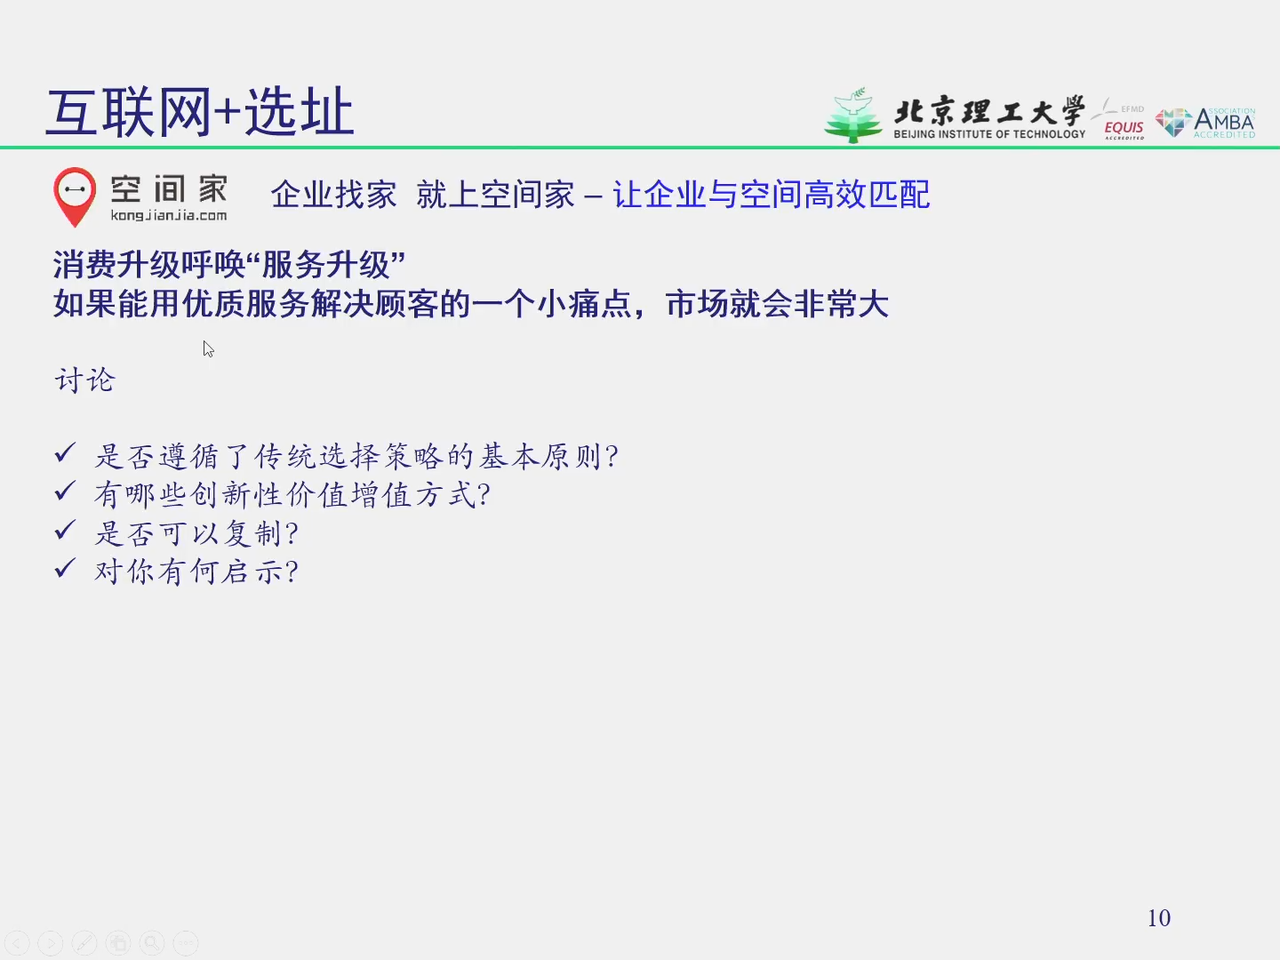 互联网+选址
北京理工大学
BEIJING INSTITUTE OF TECHNOLOGY
EFMD
EQUIS
ACCREDITED
ASSOCIATION
AMBA
ACCREDITED
空间家
kongjianjia.com
企业找家 就上空间家 – 让企业与空间高效匹配
消费升级呼唤“服务升级”
如果能用优质服务解决顾客的一个小痛点，市场就会非常大
讨论
✓ 是否遵循了传统选择策略的基本原则?
✓ 有哪些创新性价值增值方式?
✓ 是否可以复制?
✓ 对你有何启示?
10